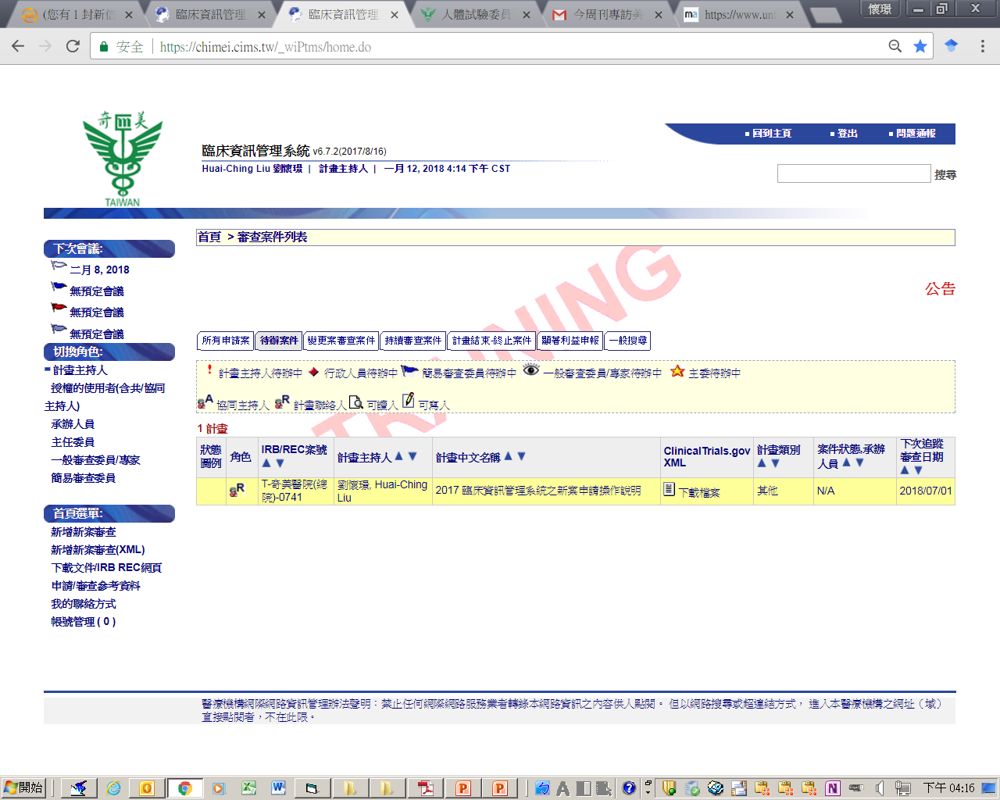 (您有 1 封新信
臨床資訊管理
臨床資訊管理
人體試驗委員
今周刊專訪美
https://www.uni
懷璟
安全
https://chimei.cims.tw/_wiPtms/home.do
奇美
TAIWAN
臨床資訊管理系統 v6.7.2(2017/8/16)
Huai-Ching Liu 劉懷璟 | 計畫主持人 | 一月 12, 2018 4:14 下午 CST
回到主頁
登出
問題通報
搜尋
下次會議:
二月 8, 2018
無預定會議
無預定會議
無預定會議
切換角色:
計畫主持人
授權的使用者(含共/協同
主持人)
承辦人員
主任委員
一般審查委員/專家
簡易審查委員
首頁選單:
新增新案審查
新增新案審查(XML)
下載文件/IRB REC網頁
申請/審查參考資料
我的聯絡方式
帳號管理 ( 0 )
首頁 > 審查案件列表
TRAINING
公告
所有申請案
待辦案件
變更案審查案件
持續審查案件
計畫結束-終止案件
顯著利益申報
一般搜尋
計畫主持人待辦中 行政人員待辦中 簡易審查委員待辦中 一般審查委員/專家待辦中 主委待辦中
A 協同主持人 R 計畫聯絡人 可讀入 可寫入
1 計畫
狀態圖例 角色 IRB/REC案號 計畫主持人 計畫中文名稱 ClinicalTrials.gov XML 計畫類別 案件狀態,承辦人員 下次追蹤審查日期
R T-奇美醫院(總院)-0741 劉懷璟, Huai-Ching Liu 2017 臨床資訊管理系統之新案申請操作說明 下載檔案 其他 N/A 2018/07/01
醫療機構網際網路資訊管理辦法聲明：禁止任何網際網路服務業者轉錄本網路資訊之內容供人點閱。 但以網路搜尋或超連結方式， 進入本醫療機構之網址（域）
直接點閱者，不在此限。
開始
下午 04:16